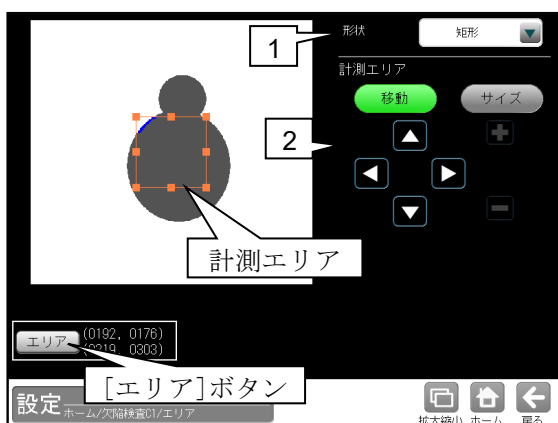 1
形状
矩形
計測エリア
移動
サイズ
2
計測エリア
エリア
(0192, 0176)
(0319, 0303)
[エリア]ボタン
設定
ホーム/欠陥検査C1/エリア
拡大縮小
ホーム
戻る